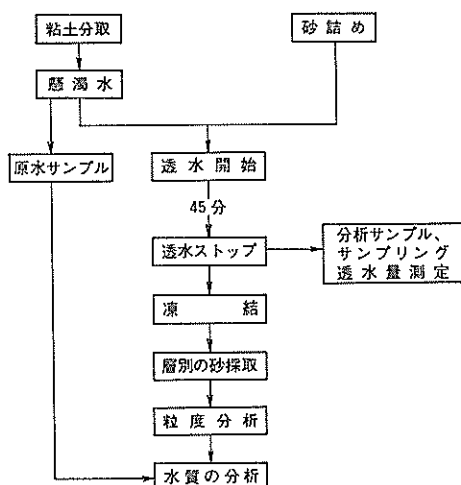 粘土分取
砂詰め
懸濁水
原水サンプル
透水開始
45分
透水ストップ
分析サンプル、
サンプリング
透水量測定
凍結
層別の砂採取
粒度分析
水質の分析